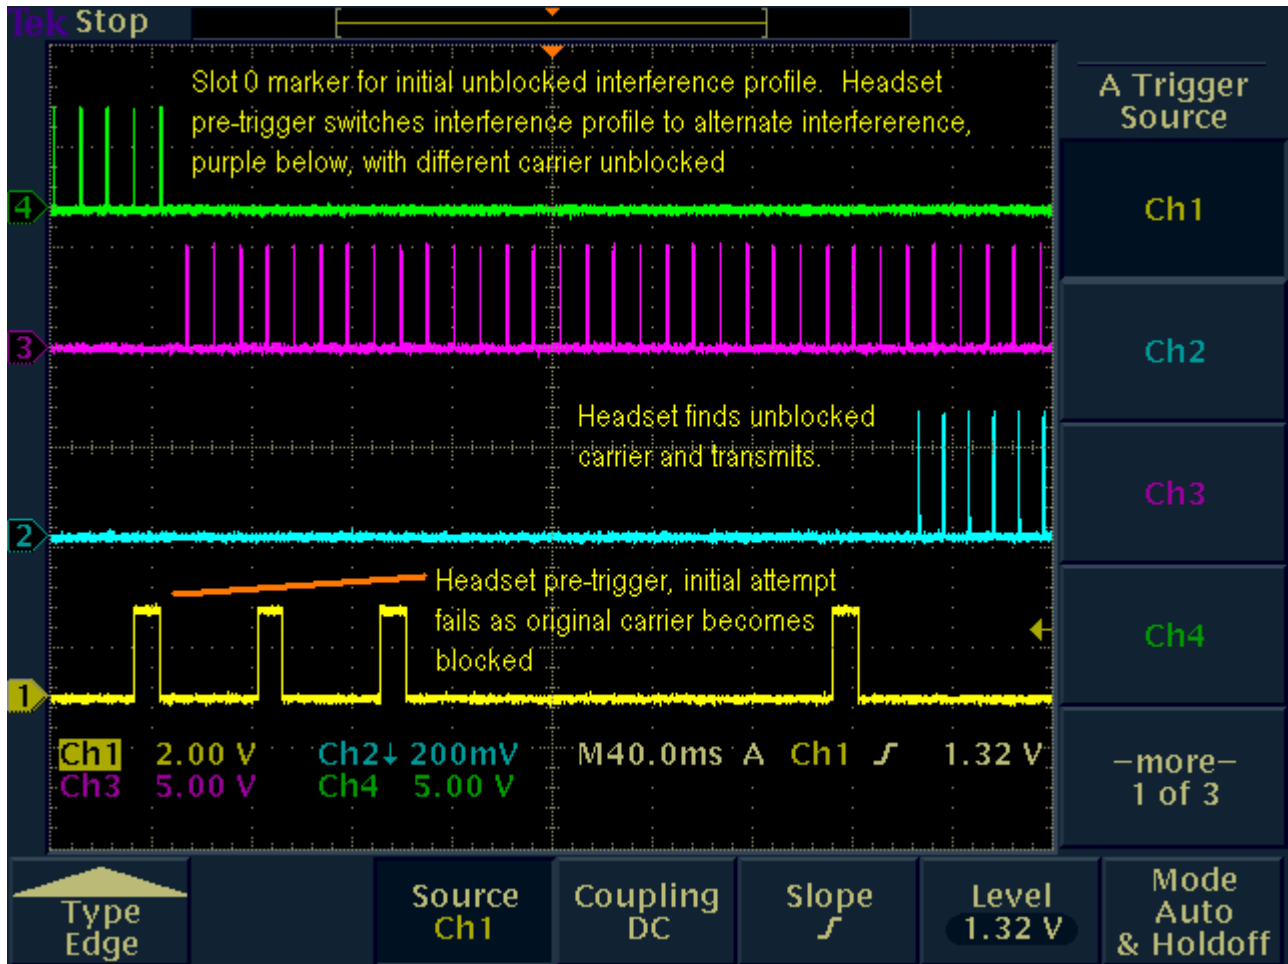 Tek Stop
Slot 0 marker for initial unblocked interference profile. Headset
pre-trigger switches interference profile to alternate interfererence,
purple below, with different carrier unblocked
A Trigger
Source
Ch1
4
Ch2
3
Headset finds unblocked
carrier and transmits.
Ch3
2
Headset pre-trigger, initial attempt
fails as original carrier becomes
blocked
Ch4
1
Ch1 2.00 V Ch2↓ 200mV M40.0ms A Ch1 1.32 V
Ch3 5.00 V Ch4 5.00 V
–more–
1 of 3
Type
Edge
Source
Ch1
Coupling
DC
Slope
Level
1.32 V
Mode
Auto
& Holdoff